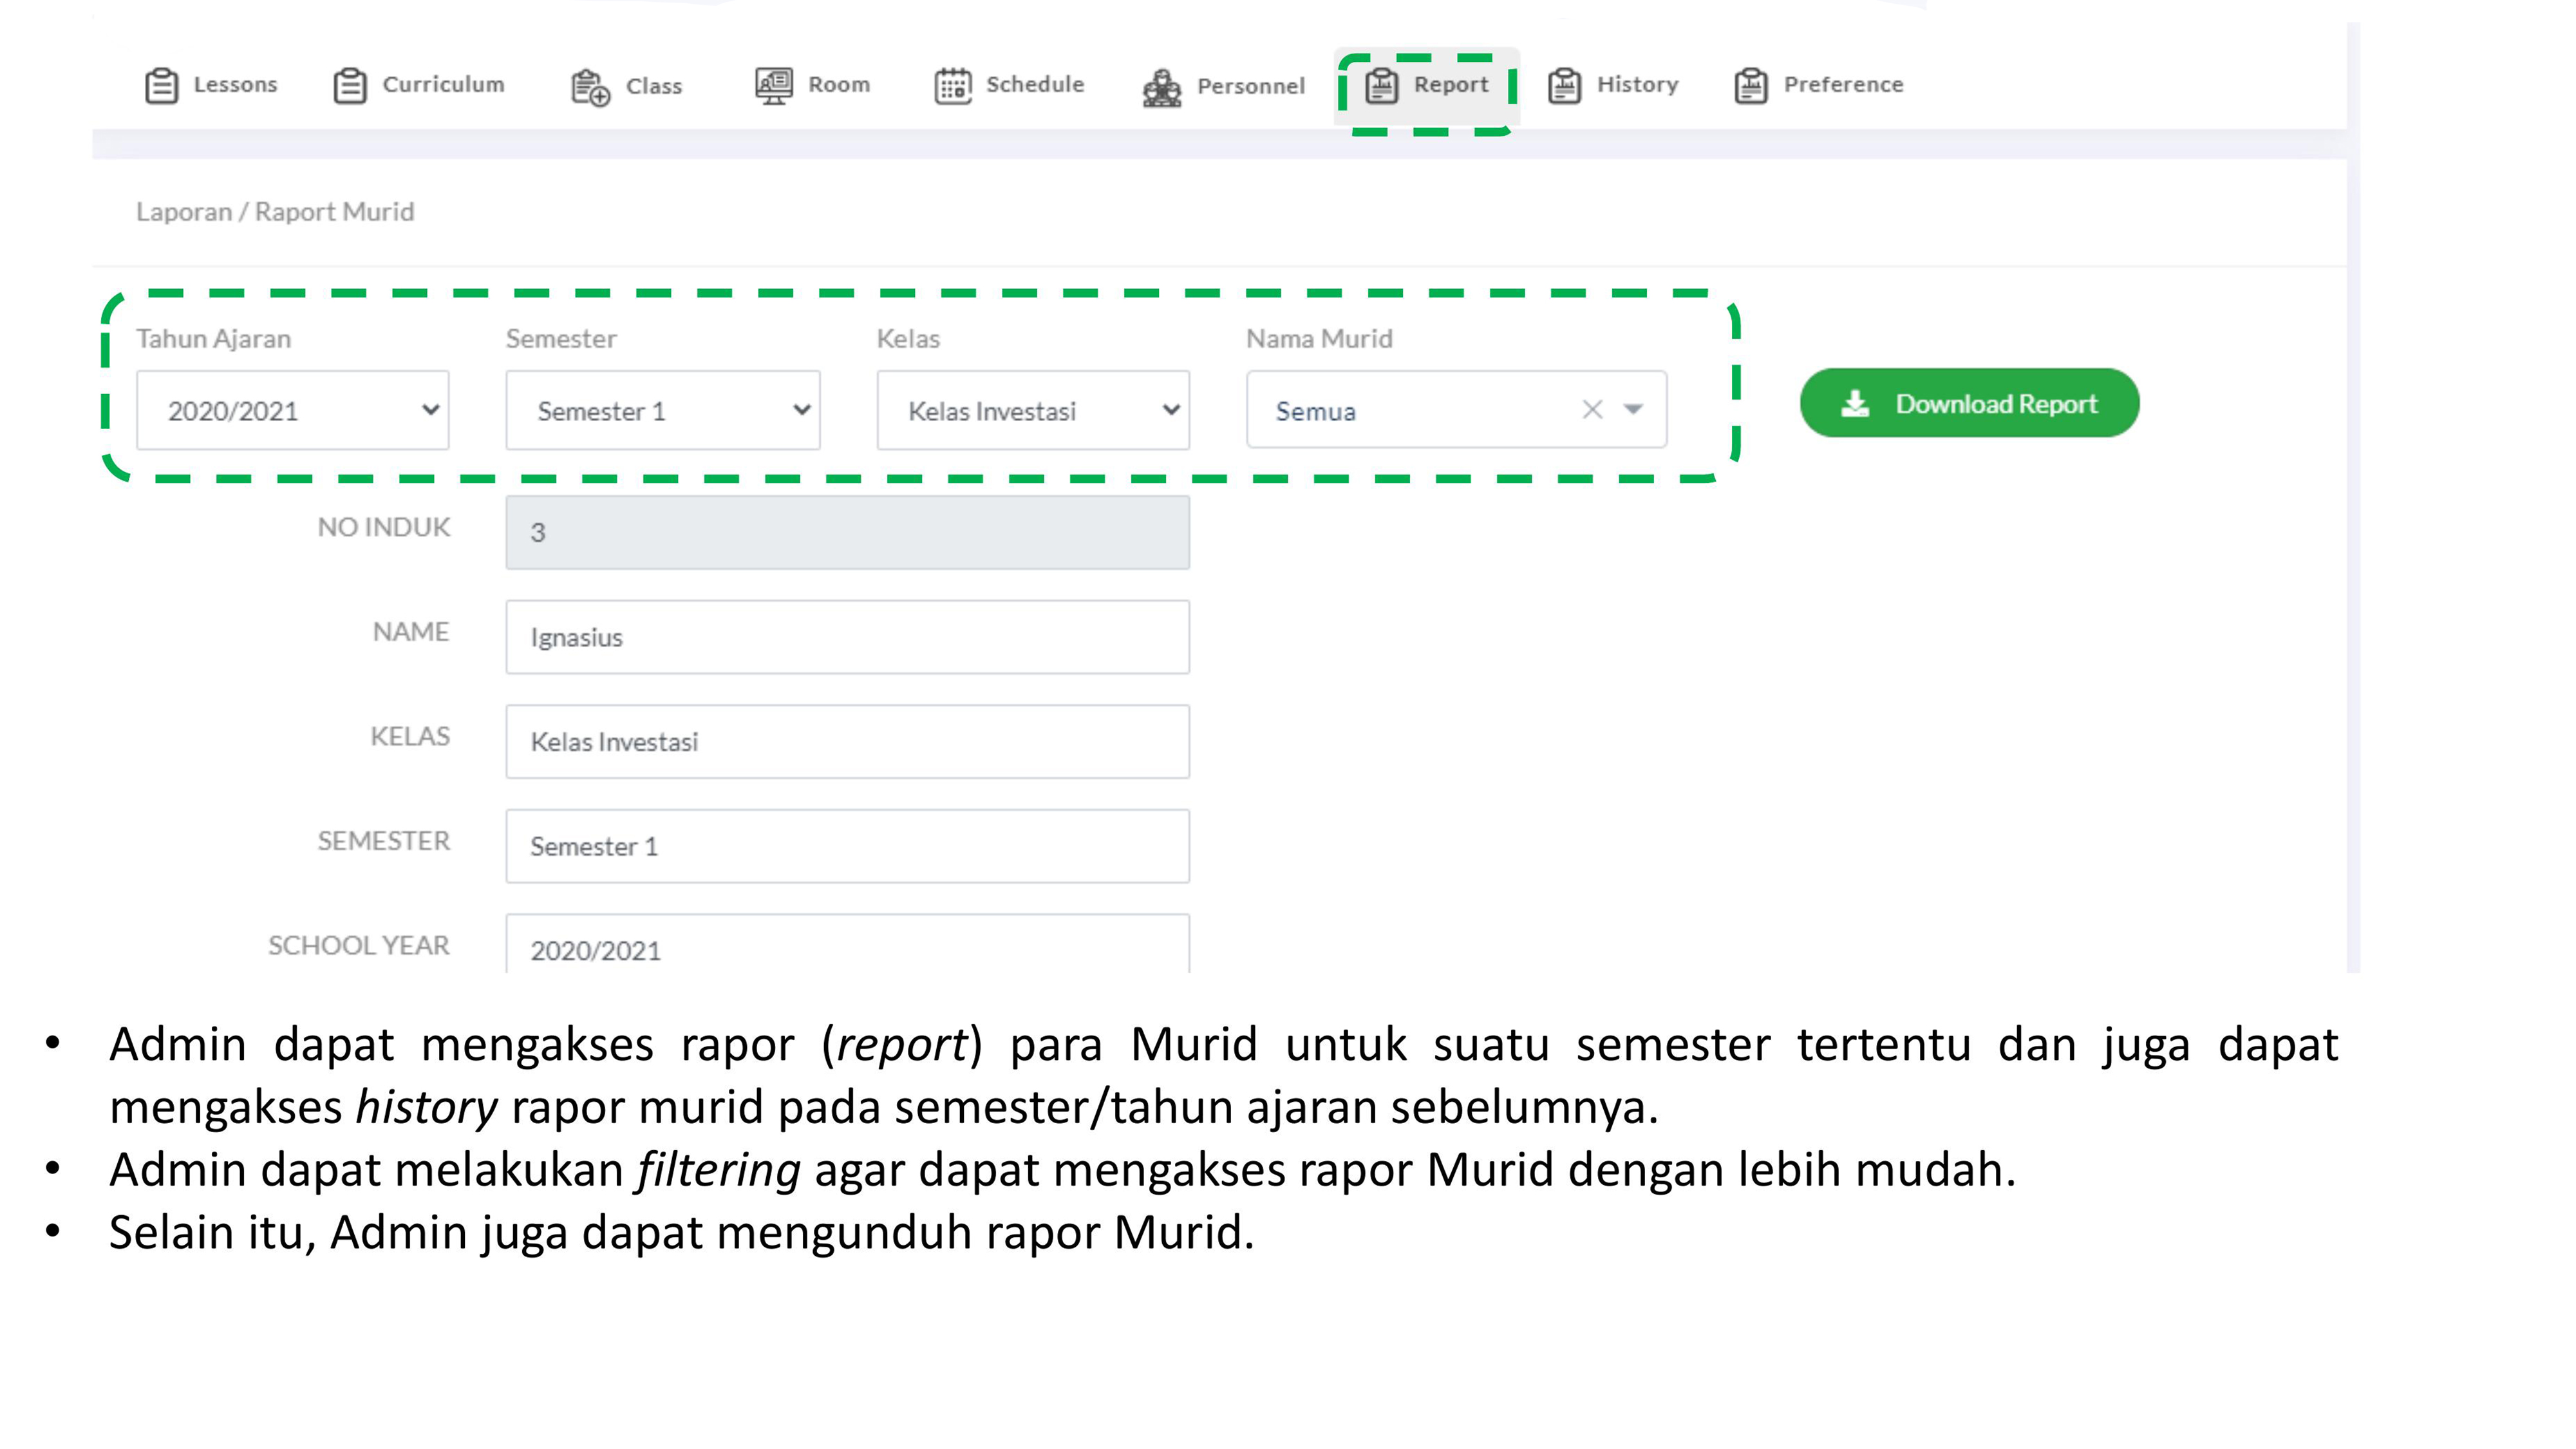 Lessons Curriculum Class Room Schedule Personnel Report History Preference
Laporan / Raport Murid
Tahun Ajaran Semester Kelas Nama Murid
2020/2021 Semester 1 Kelas Investasi Semua Download Report
NO INDUK 3
NAME Ignasius
KELAS Kelas Investasi
SEMESTER Semester 1
SCHOOL YEAR 2020/2021
• Admin dapat mengakses rapor (report) para Murid untuk suatu semester tertentu dan juga dapat
mengakses history rapor murid pada semester/tahun ajaran sebelumnya.
• Admin dapat melakukan filtering agar dapat mengakses rapor Murid dengan lebih mudah.
• Selain itu, Admin juga dapat mengunduh rapor Murid.